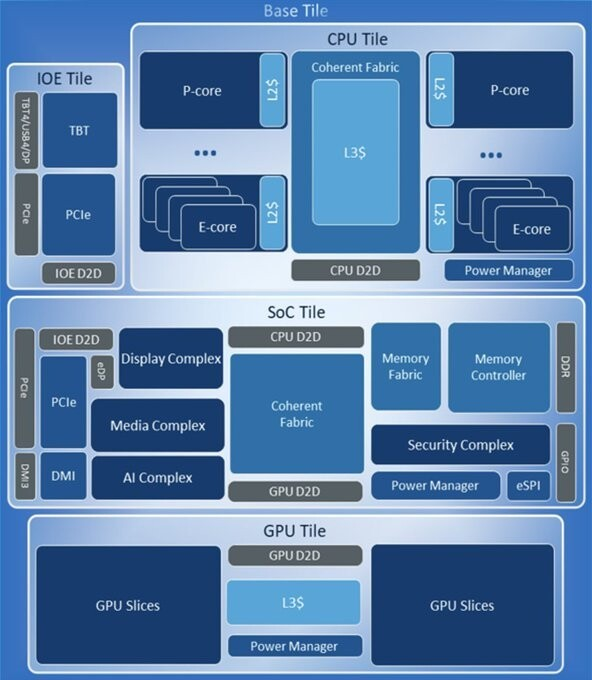 Base Tile
CPU Tile
IOE Tile
TBT4/USB4/DP
TBT
PCIe
PCIe
IOE D2D
P-core
L2$
Coherent Fabric
L3$
L2$
P-core
...
...
E-core
L2$
L2$
E-core
CPU D2D
Power Manager
SoC Tile
IOE D2D
CPU D2D
PCIe
PCIe
eDP
Display Complex
Memory
Fabric
Memory
Controller
DDR
Coherent
Fabric
Media Complex
Security Complex
DMI3
DMI
AI Complex
GPU D2D
Power Manager
eSPI
GPIO
GPU Tile
GPU D2D
GPU Slices
L3$
GPU Slices
Power Manager